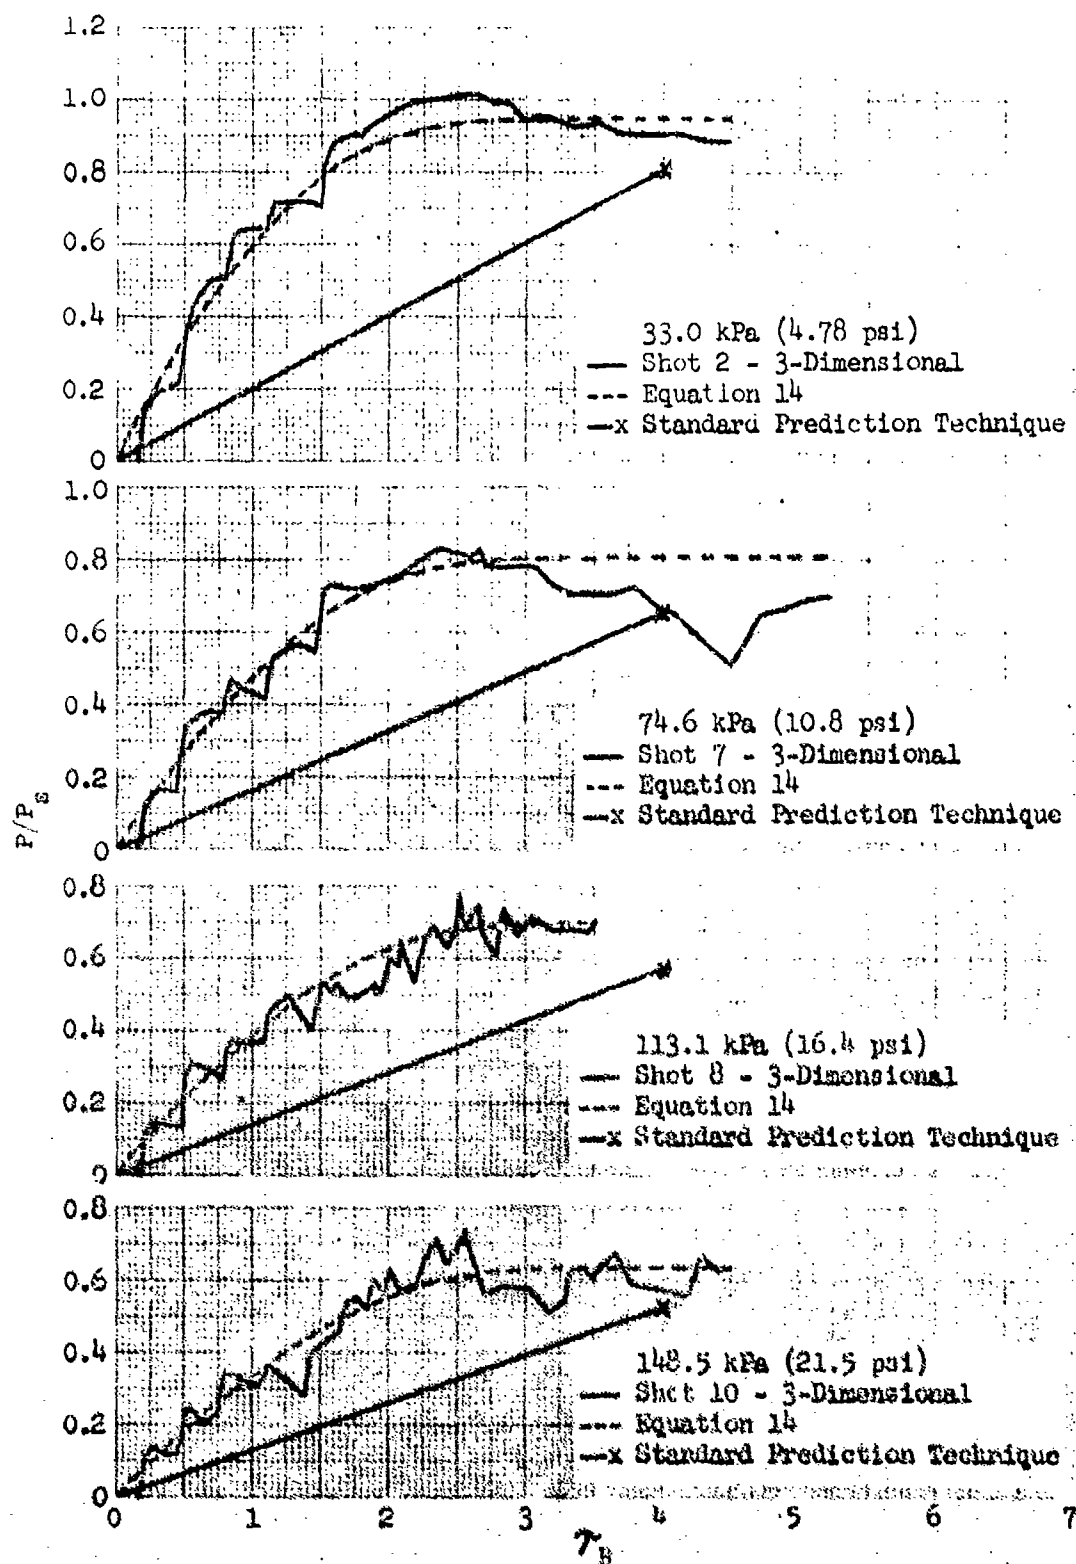 1.2
1.0
0.8
0.6
0.4
0.2
0
33.0 kPa (4.78 psi)
Shot 2 - 3-Dimensional
Equation 14
x Standard Prediction Technique
1.0
0.8
0.6
0.4
0.2
0
74.6 kPa (10.8 psi)
Shot 7 - 3-Dimensional
Equation 14
x Standard Prediction Technique
P/Ps
0.8
0.6
0.4
0.2
0
113.1 kPa (16.4 psi)
Shot 8 - 3-Dimensional
Equation 14
x Standard Prediction Technique
0.8
0.6
0.4
0.2
0
148.5 kPa (21.5 psi)
Shot 10 - 3-Dimensional
Equation 14
x Standard Prediction Technique
0 1 2 3 4 5 6 7
τB